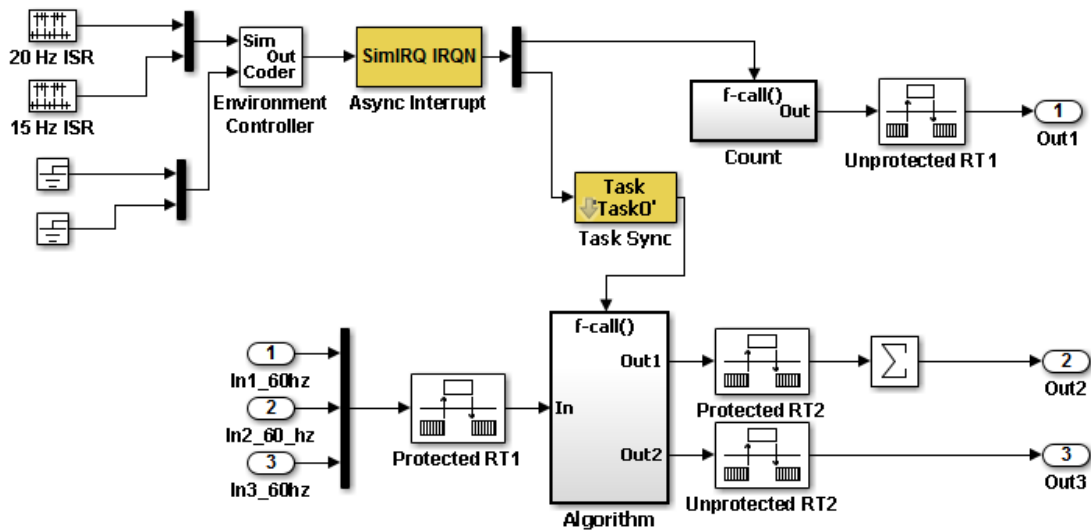 20 Hz ISR
15 Hz ISR
Sim
Out
Coder
Environment
Controller
SimIRQ IRQN
Async Interrupt
f-call()
Out
Count
Unprotected RT1
1
Out1
Task
'Task0'
Task Sync
1
In1_60hz
2
In2_60_hz
3
In3_60hz
Protected RT1
f-call()
In
Out1
Out2
Algorithm
Protected RT2
Σ
2
Out2
Unprotected RT2
3
Out3